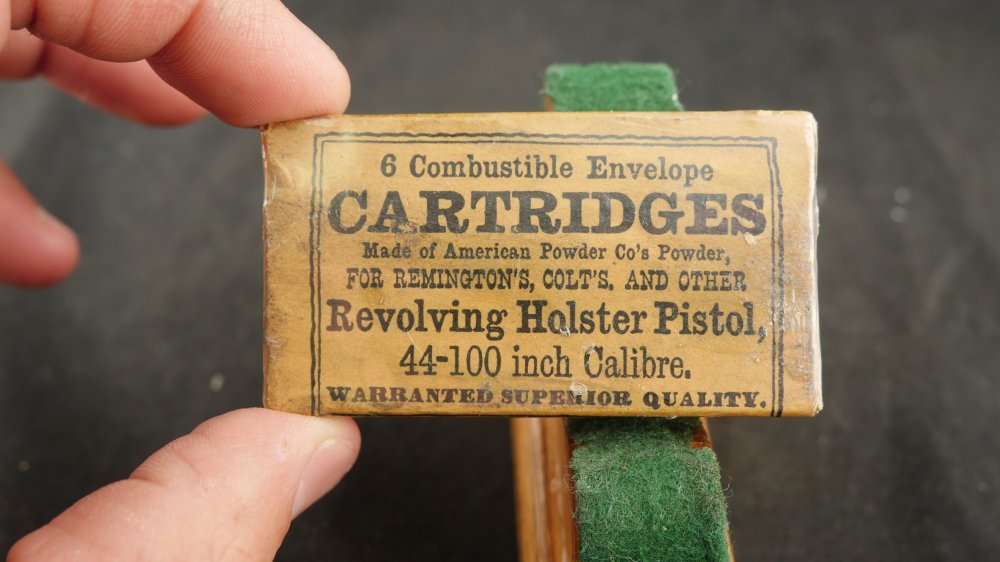 6 Combustible Envelope
CARTRIDGES
Made of American Powder Co's Powder,
FOR REMINGTON'S, COLT'S. AND OTHER
Revolving Holster Pistol,
44-100 inch Calibre.
WARRANTED SUPERIOR QUALITY.